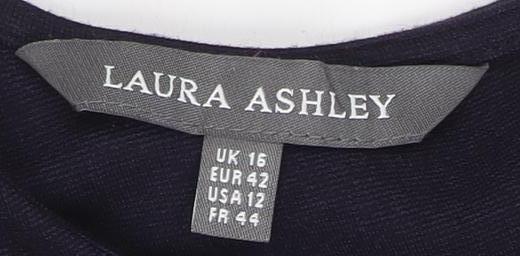 LAURA ASHLEY
UK 16
EUR 42
USA 12
FR 44